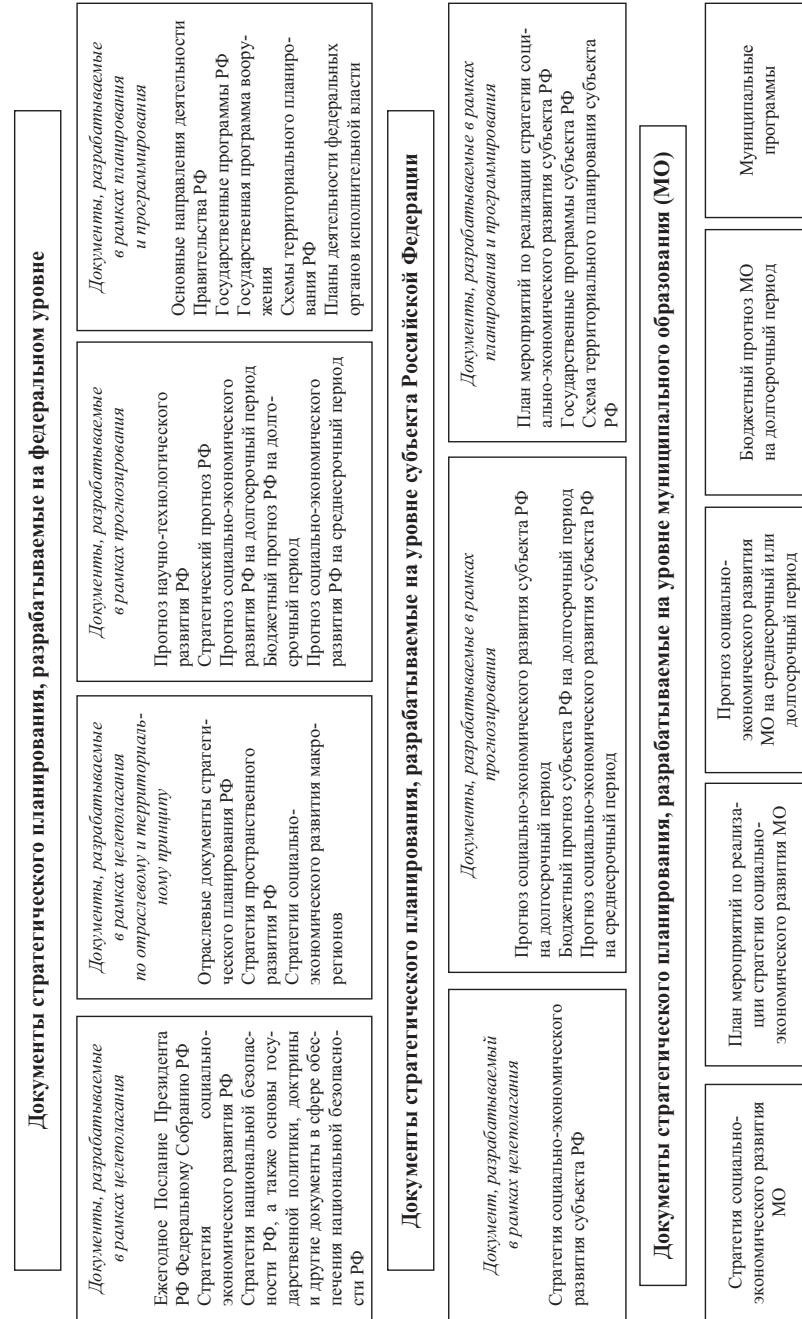 Документы стратегического планирования, разрабатываемые на федеральном уровне
Документы, разрабатываемые
в рамках целеполагания
Ежегодное Послание Президента
РФ Федеральному Собранию РФ
Стратегия социально-
экономического развития РФ
Стратегия национальной безопас-
ности РФ, а также основы госу-
дарственной политики, доктрины
и другие документы в сфере обес-
печения национальной безопасно-
сти РФ
Документы, разрабатываемые
в рамках целеполагания
по отраслевому и территориаль-
ному принципу
Отраслевые документы стратеги-
ческого планирования РФ
Стратегия пространственного
развития РФ
Стратегии социально-
экономического развития макро-
регионов
Документы, разрабатываемые
в рамках прогнозирования
Прогноз научно-технологического
развития РФ
Стратегический прогноз РФ
Прогноз социально-экономического
развития РФ на долгосрочный период
Бюджетный прогноз РФ на долго-
срочный период
Прогноз социально-экономического
развития РФ на среднесрочный период
Документы, разрабатываемые
в рамках планирования
и программирования
Основные направления деятельности
Правительства РФ
Государственные программы РФ
Государственная программа воору-
жения
Схемы территориального планиро-
вания РФ
Планы деятельности федеральных
органов исполнительной власти
Документы стратегического планирования, разрабатываемые на уровне субъекта Российской Федерации
Документ, разрабатываемый
в рамках целеполагания
Стратегия социально-экономического
развития субъекта РФ
Документы, разрабатываемые в рамках
прогнозирования
Прогноз социально-экономического развития субъекта РФ
на долгосрочный период
Бюджетный прогноз субъекта РФ на долгосрочный период
Прогноз социально-экономического развития субъекта РФ
на среднесрочный период
Документы, разрабатываемые в рамках
планирования и программирования
План мероприятий по реализации стратегии соци-
ально-экономического развития субъекта РФ
Государственные программы субъекта РФ
Схема территориального планирования субъекта
РФ
Документы стратегического планирования, разрабатываемые на уровне муниципального образования (МО)
Стратегия социально-
экономического развития
МО
План мероприятий по реализа-
ции стратегии социально-
экономического развития МО
Прогноз социально-
экономического развития
МО на среднесрочный или
долгосрочный период
Бюджетный прогноз МО
на долгосрочный период
Муниципальные
программы